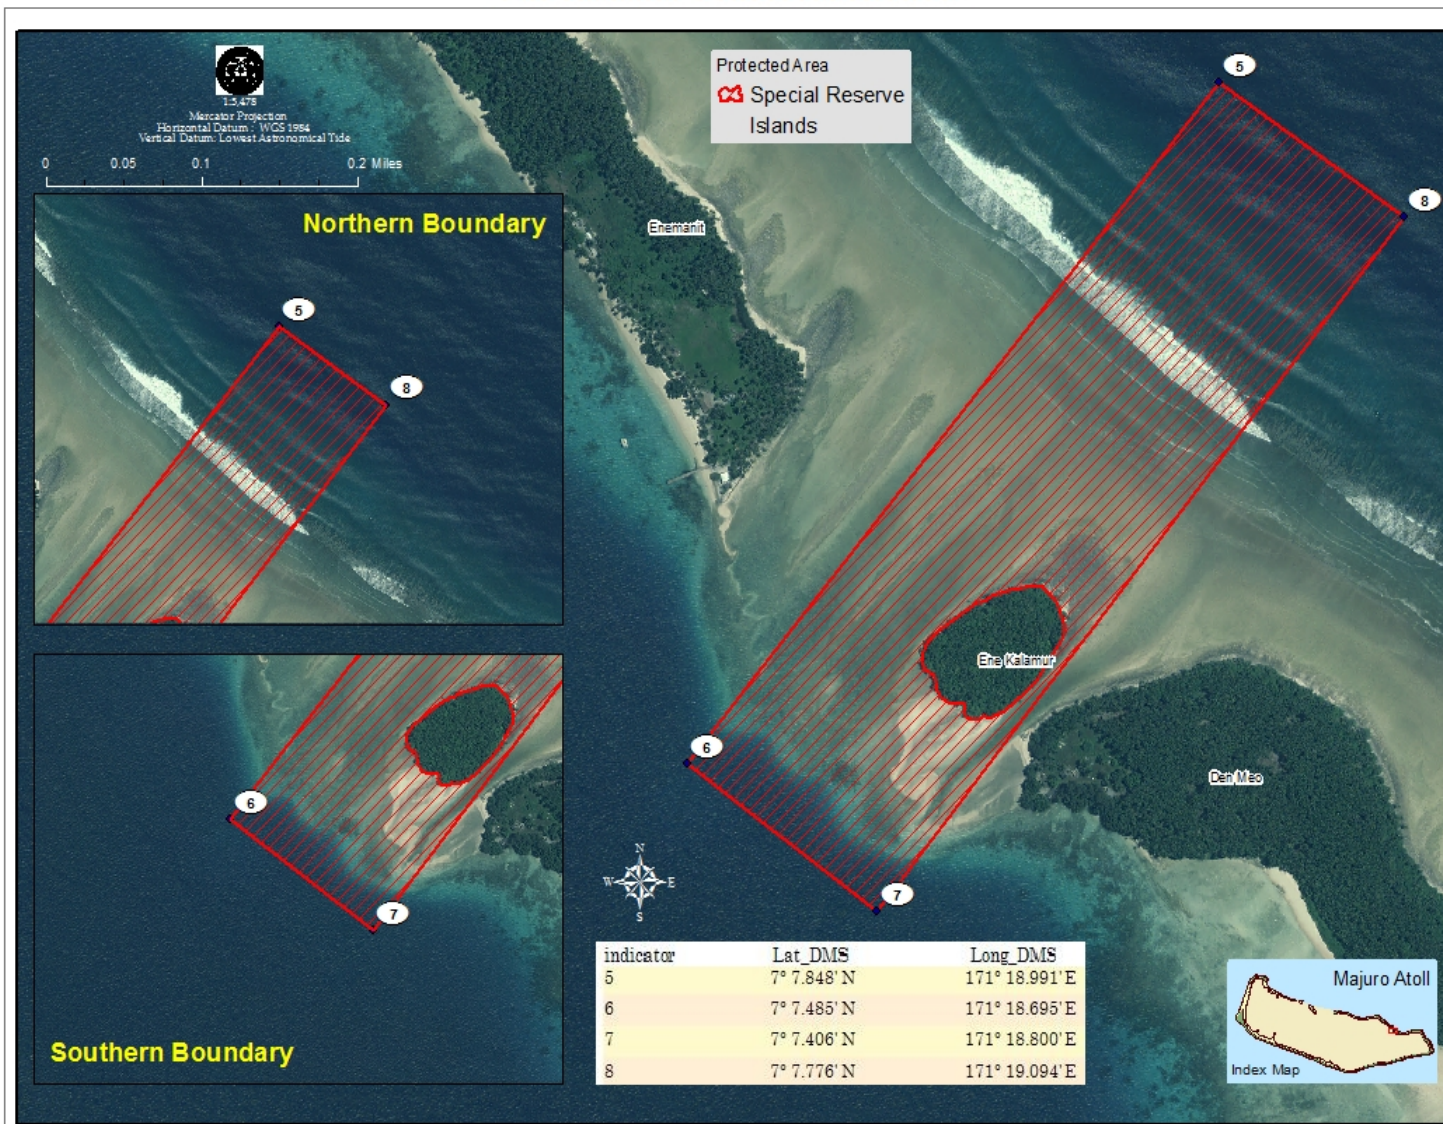 1:5,478
Mercator Projection
Horizontal Datum : WGS 1984
Vertical Datum: Lowest Astronomical Tide
0 0.05 0.1 0.2 Miles
Protected Area
Special Reserve
Islands
5
8
Enemanit
Northern Boundary
5
8
Ene Kalamur
6
Den Meo
7
6
7
Southern Boundary
N
W E
S
indicator Lat_DMS Long_DMS
5 7° 7.848' N 171° 18.991' E
6 7° 7.485' N 171° 18.695' E
7 7° 7.406' N 171° 18.800' E
8 7° 7.776' N 171° 19.094' E
Majuro Atoll
Index Map